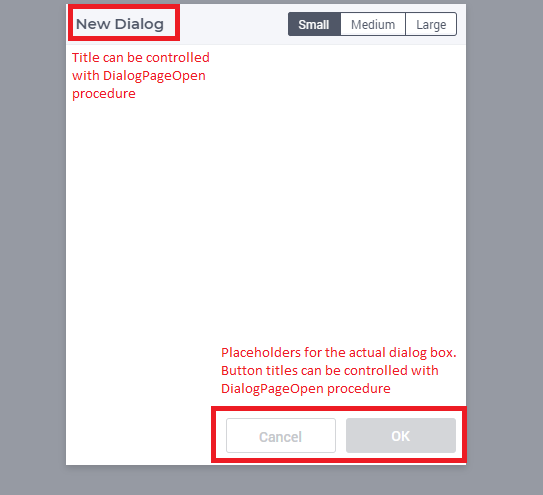 New Dialog
Small Medium Large
Title can be controlled
with DialogPageOpen
procedure
Placeholders for the actual dialog box.
Button titles can be controlled with
DialogPageOpen procedure
Cancel OK